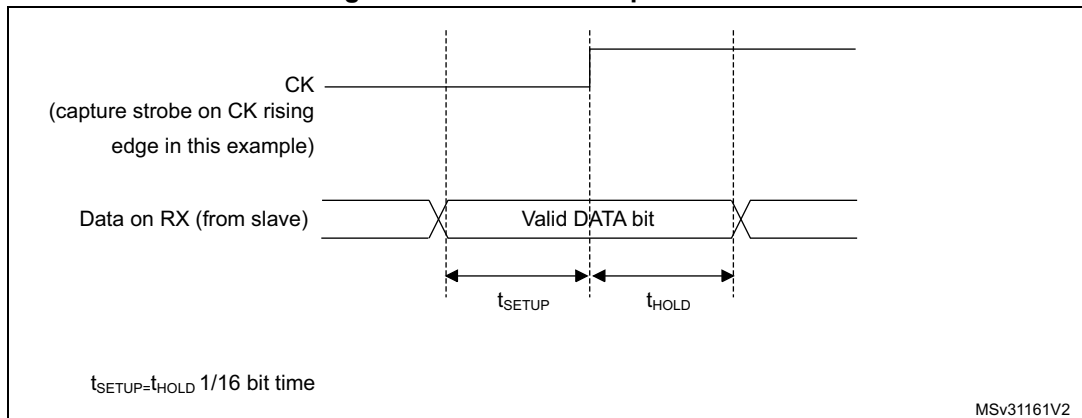 CK
(capture strobe on CK rising
edge in this example)
Data on RX (from slave)
Valid DATA bit
tSETUP
tHOLD
tSETUP=tHOLD 1/16 bit time
MSv31161V2